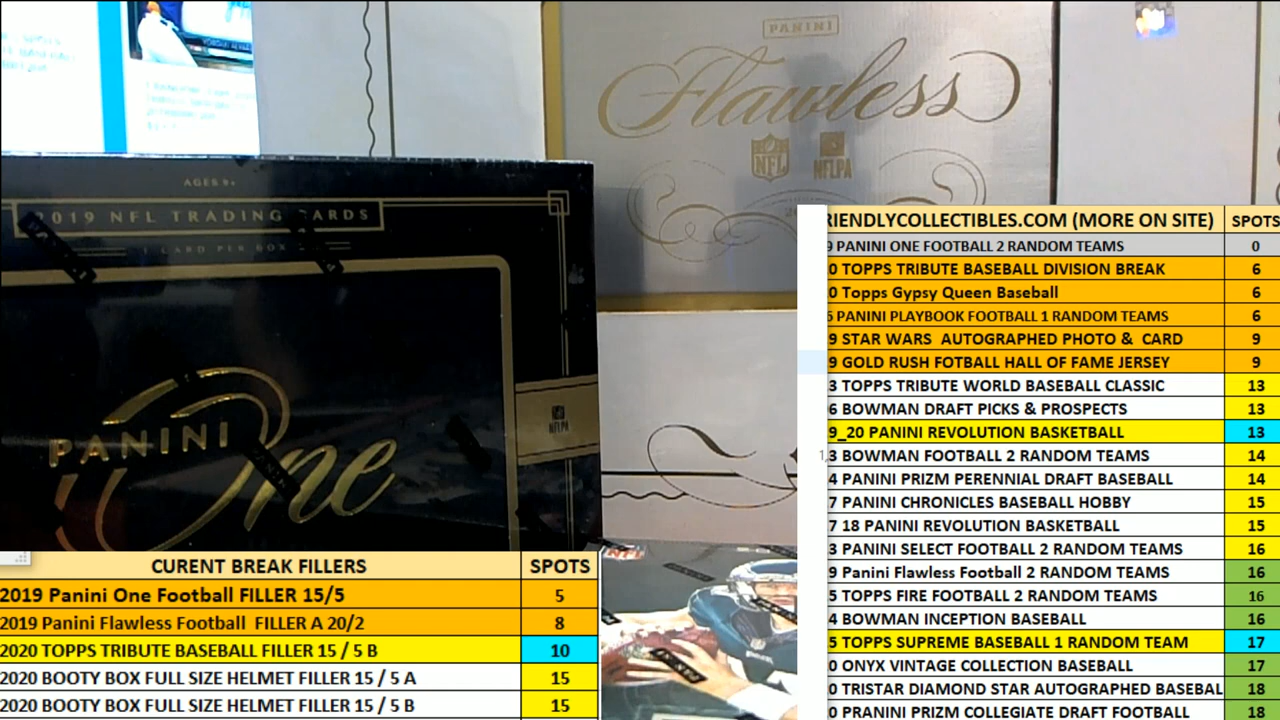 PANINI
Flawless
NFL NFLPA
AGES 9+
2019 NFL TRADING CARDS
1 CARD PER BOX
PANINI
One
NFLPA
CURENT BREAK FILLERS SPOTS
2019 Panini One Football FILLER 15/5 5
2019 Panini Flawless Football FILLER A 20/2 8
2020 TOPPS TRIBUTE BASEBALL FILLER 15 / 5 B 10
2020 BOOTY BOX FULL SIZE HELMET FILLER 15 / 5 A 15
2020 BOOTY BOX FULL SIZE HELMET FILLER 15 / 5 B 15
RIENDLYCOLLECTIBLES.COM (MORE ON SITE) SPOTS
9 PANINI ONE FOOTBALL 2 RANDOM TEAMS 0
0 TOPPS TRIBUTE BASEBALL DIVISION BREAK 6
0 Topps Gypsy Queen Baseball 6
6 PANINI PLAYBOOK FOOTBALL 1 RANDOM TEAMS 6
9 STAR WARS AUTOGRAPHED PHOTO & CARD 9
9 GOLD RUSH FOTBALL HALL OF FAME JERSEY 9
3 TOPPS TRIBUTE WORLD BASEBALL CLASSIC 13
6 BOWMAN DRAFT PICKS & PROSPECTS 13
9_20 PANINI REVOLUTION BASKETBALL 13
3 BOWMAN FOOTBALL 2 RANDOM TEAMS 14
4 PANINI PRIZM PERENNIAL DRAFT BASEBALL 14
7 PANINI CHRONICLES BASEBALL HOBBY 15
7 18 PANINI REVOLUTION BASKETBALL 15
3 PANINI SELECT FOOTBALL 2 RANDOM TEAMS 16
9 Panini Flawless Football 2 RANDOM TEAMS 16
5 TOPPS FIRE FOOTBALL 2 RANDOM TEAMS 16
4 BOWMAN INCEPTION BASEBALL 16
5 TOPPS SUPREME BASEBALL 1 RANDOM TEAM 17
0 ONYX VINTAGE COLLECTION BASEBALL 17
0 TRISTAR DIAMOND STAR AUTOGRAPHED BASEBAL 18
0 PRANINI PRIZM COLLEGIATE DRAFT FOOTBALL 18